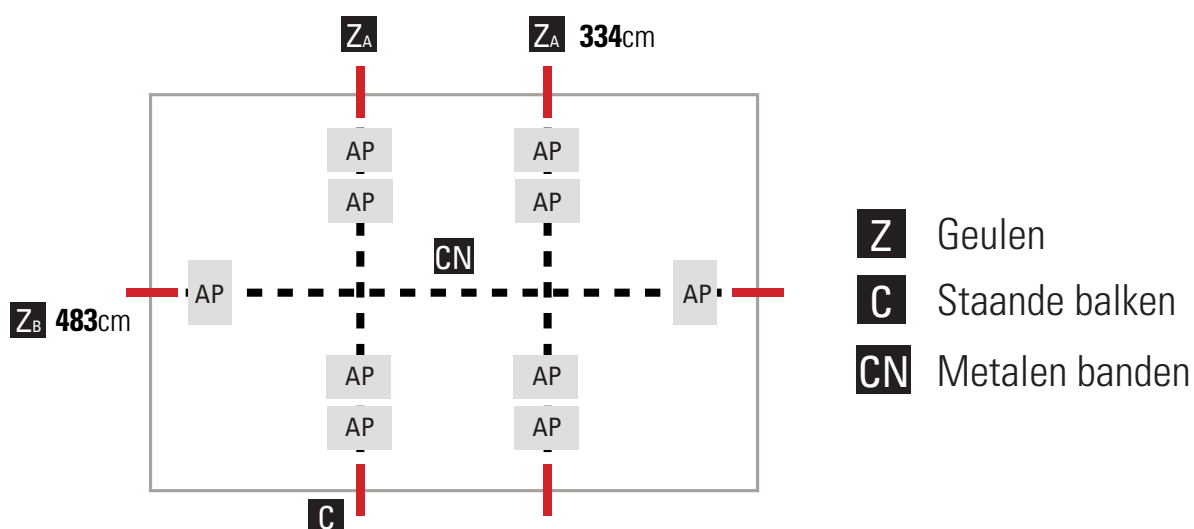 ZA ZA 334cm
AP AP
AP AP
CN
AP AP
ZB 483cm
AP AP
AP AP
C
Z Geulen
C Staande balken
CN Metalen banden